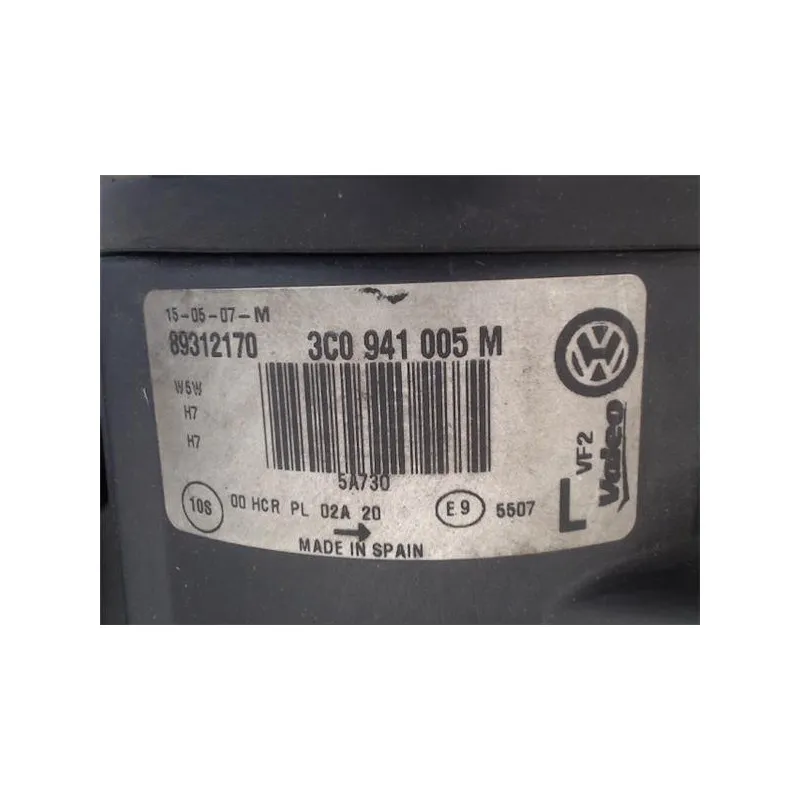 15-05-07-M
89312170 3C0 941 005 M
W5W
H7
H7
5A730
10S 00 HCR PL 02A 20 E9 5507
MADE IN SPAIN
L VF2
Valeo